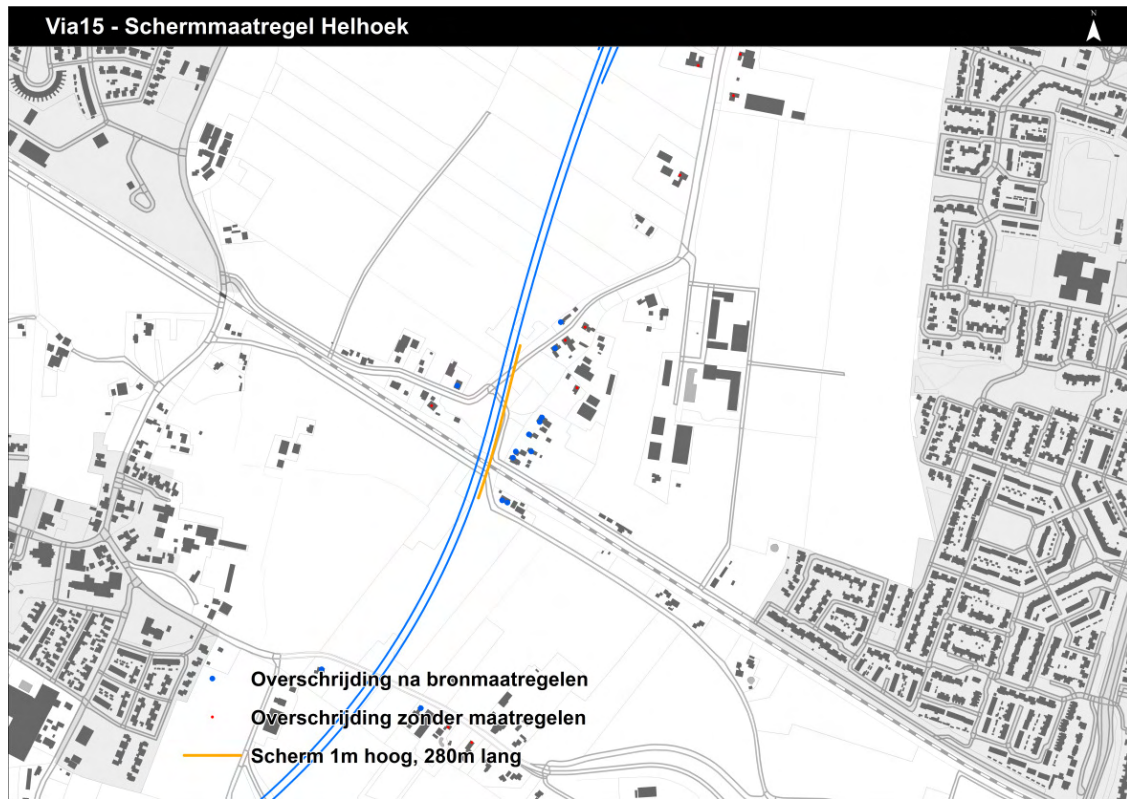 Via15 - Schermmaatregel Helhoek
N
Overschrijding na bronmaatregelen
Overschrijding zonder maatregelen
Scherm 1m hoog, 280m lang